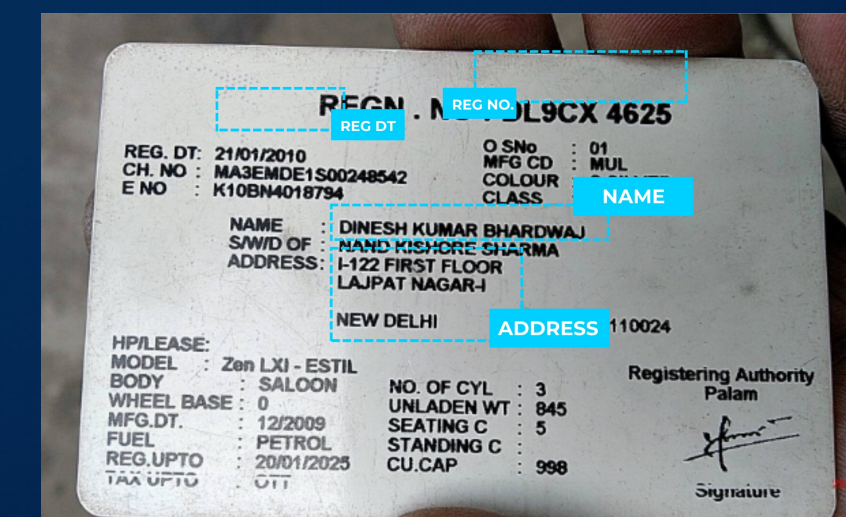 REGN . NO : DL9CX 4625
REG NO.
REG DT
REG. DT: 21/01/2010
O SNo : 01
CH. NO : MA3EMDE1S00248542
MFG CD : MUL
E NO : K10BN4018794
COLOUR :
CLASS
NAME
NAME : DINESH KUMAR BHARDWAJ
S/W/D OF : NAND KISHORE SHARMA
ADDRESS: I-122 FIRST FLOOR
LAJPAT NAGAR-I
NEW DELHI 110024
ADDRESS
HP/LEASE:
MODEL : Zen LXI - ESTIL
BODY : SALOON
WHEEL BASE : 0
MFG.DT. : 12/2009
FUEL : PETROL
REG.UPTO : 20/01/2025
TAX UPTO : OTT
NO. OF CYL : 3
UNLADEN WT : 845
SEATING C : 5
STANDING C :
CU.CAP : 998
Registering Authority
Palam
Signature